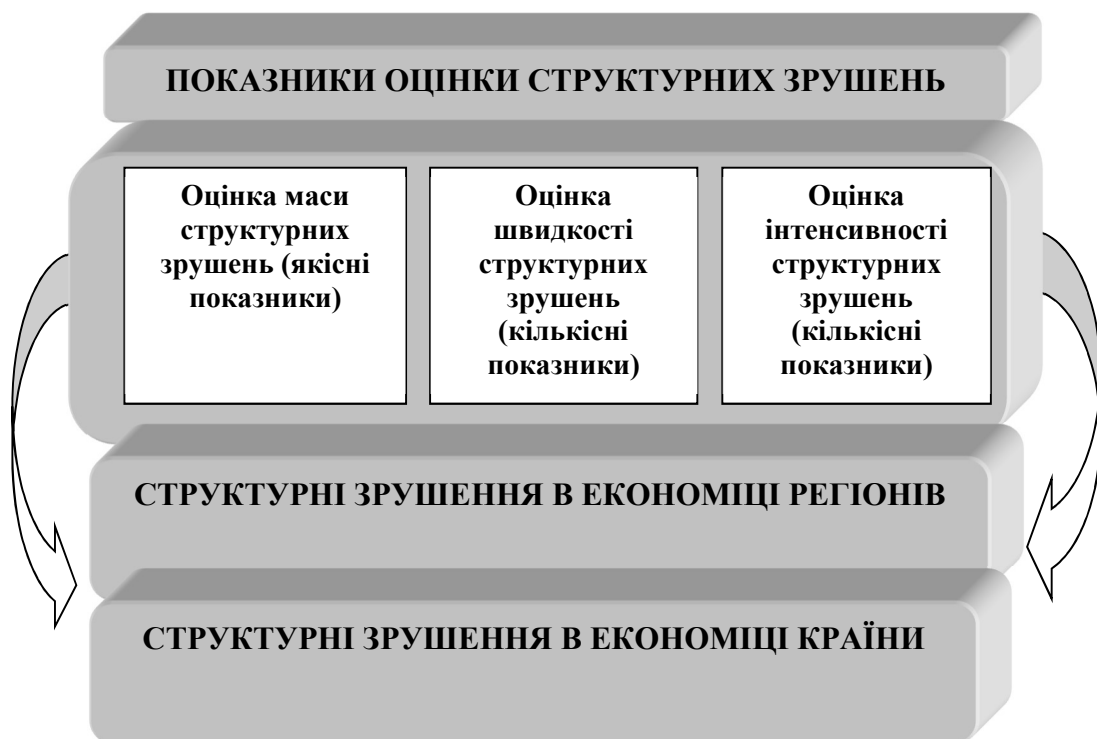 ПОКАЗНИКИ ОЦІНКИ СТРУКТУРНИХ ЗРУШЕНЬ
Оцінка маси
структурних
зрушень (якісні
показники)
Оцінка
швидкості
структурних
зрушень
(кількісні
показники)
Оцінка
інтенсивності
структурних
зрушень
(кількісні
показники)
СТРУКТУРНІ ЗРУШЕННЯ В ЕКОНОМІЦІ РЕГІОНІВ
СТРУКТУРНІ ЗРУШЕННЯ В ЕКОНОМІЦІ КРАЇНИ